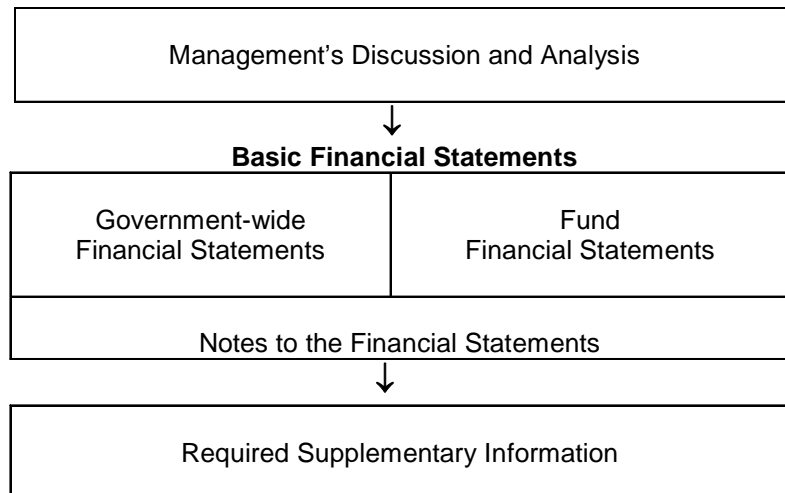 Management’s Discussion and Analysis
Basic Financial Statements
Government-wide
Financial Statements
Fund
Financial Statements
Notes to the Financial Statements
Required Supplementary Information